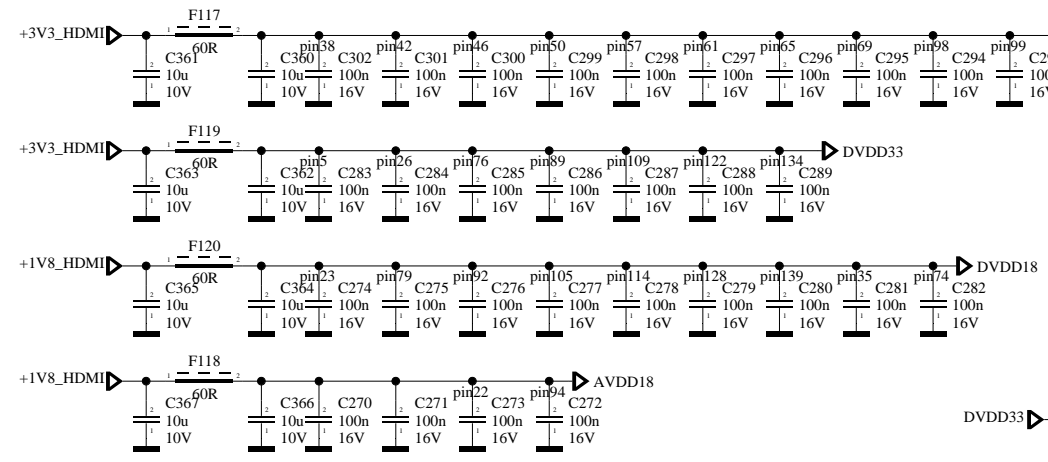 F117
+3V3_HDMI 1 2
60R pin38 pin42 pin46 pin50 pin57 pin61 pin65 pin69 pin98 pin99
C361 C360 C302 C301 C300 C299 C298 C297 C296 C295 C294
10u 10u 100n 100n 100n 100n 100n 100n 100n 100n 100n
10V 10V 16V 16V 16V 16V 16V 16V 16V 16V 16V
F119
+3V3_HDMI 1 2 DVDD33
60R pin5 pin26 pin76 pin89 pin109 pin122 pin134
C363 C362 C283 C284 C285 C286 C287 C288 C289
10u 10u 100n 100n 100n 100n 100n 100n 100n
10V 10V 16V 16V 16V 16V 16V 16V 16V
F120
+1V8_HDMI 1 2 DVDD18
60R pin23 pin79 pin92 pin105 pin114 pin128 pin139 pin35 pin74
C365 C364 C274 C275 C276 C277 C278 C279 C280 C281 C282
10u 10u 100n 100n 100n 100n 100n 100n 100n 100n 100n
10V 10V 16V 16V 16V 16V 16V 16V 16V 16V 16V
F118
+1V8_HDMI 1 2 AVDD18
60R pin22 pin94
C367 C366 C270 C271 C273 C272
10u 10u 100n 100n 100n 100n
10V 10V 16V 16V 16V 16V
DVDD33